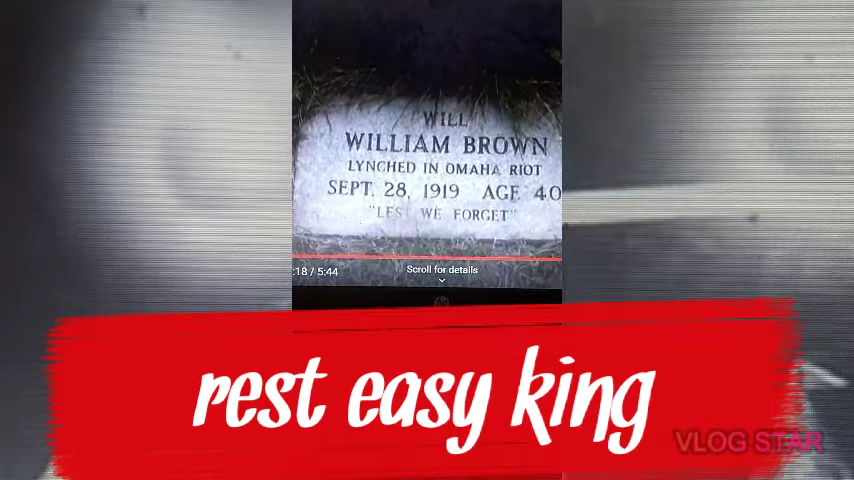 WILL
WILLIAM BROWN
LYNCHED IN OMAHA RIOT
SEPT. 28, 1919 AGE 40
"LEST WE FORGET"
:18 / 5:44
Scroll for details
hp
rest easy king
VLOG STAR